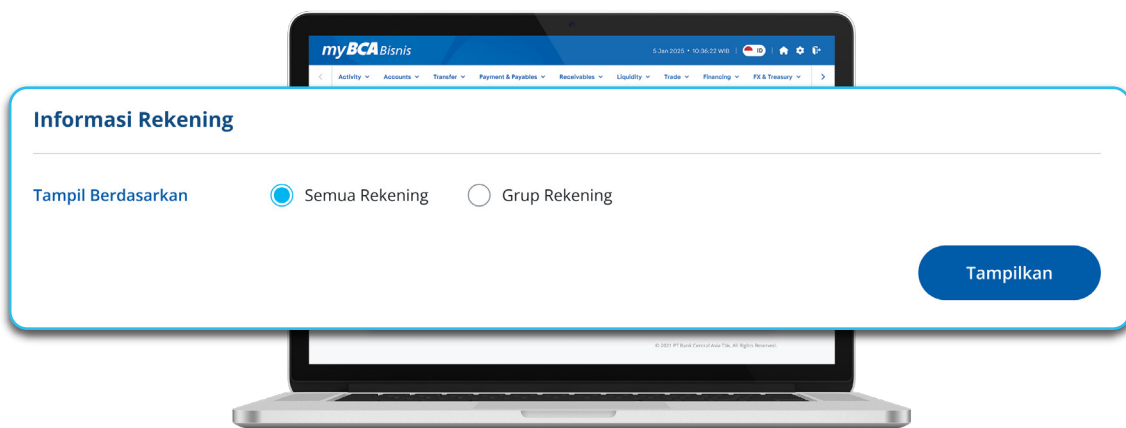 myBCA Bisnis
5 Jan 2025 • 10:36:22 WIB | ID
Activity Accounts Transfer Payment & Payables Receivables Liquidity Trade Financing FX & Treasury
Informasi Rekening
Tampil Berdasarkan Semua Rekening Grup Rekening
Tampilkan
© 2021 PT Bank Central Asia Tbk, All Rights Reserved.